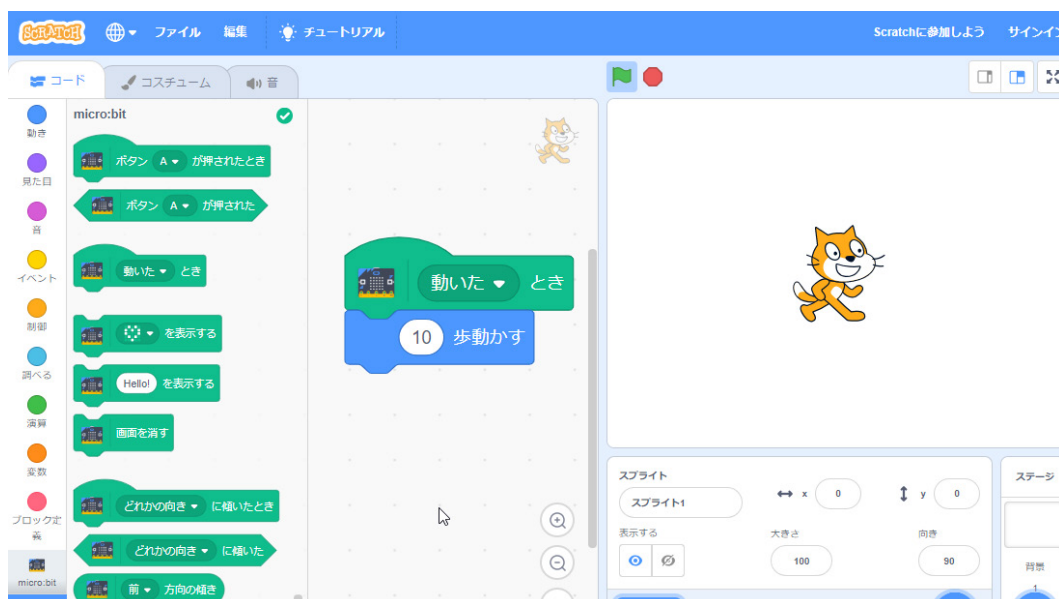 SCRATCH
ファイル 編集 チュートリアル Scratchに参加しよう サインイン
コード コスチューム 音
動き
見た目
音
イベント
制御
調べる
演算
変数
ブロック定
義
micro:bit
micro:bit
ボタン A が押されたとき
ボタン A が押された
動いた とき
を表示する
Hello! を表示する
画面を消す
どれかの向き に傾いたとき
どれかの向き に傾いた
前 方向の傾き
動いた とき
10 歩動かす
スプライト
スプライト1
x 0 y 0
表示する 大きさ 向き
100 90
ステージ
背景
1